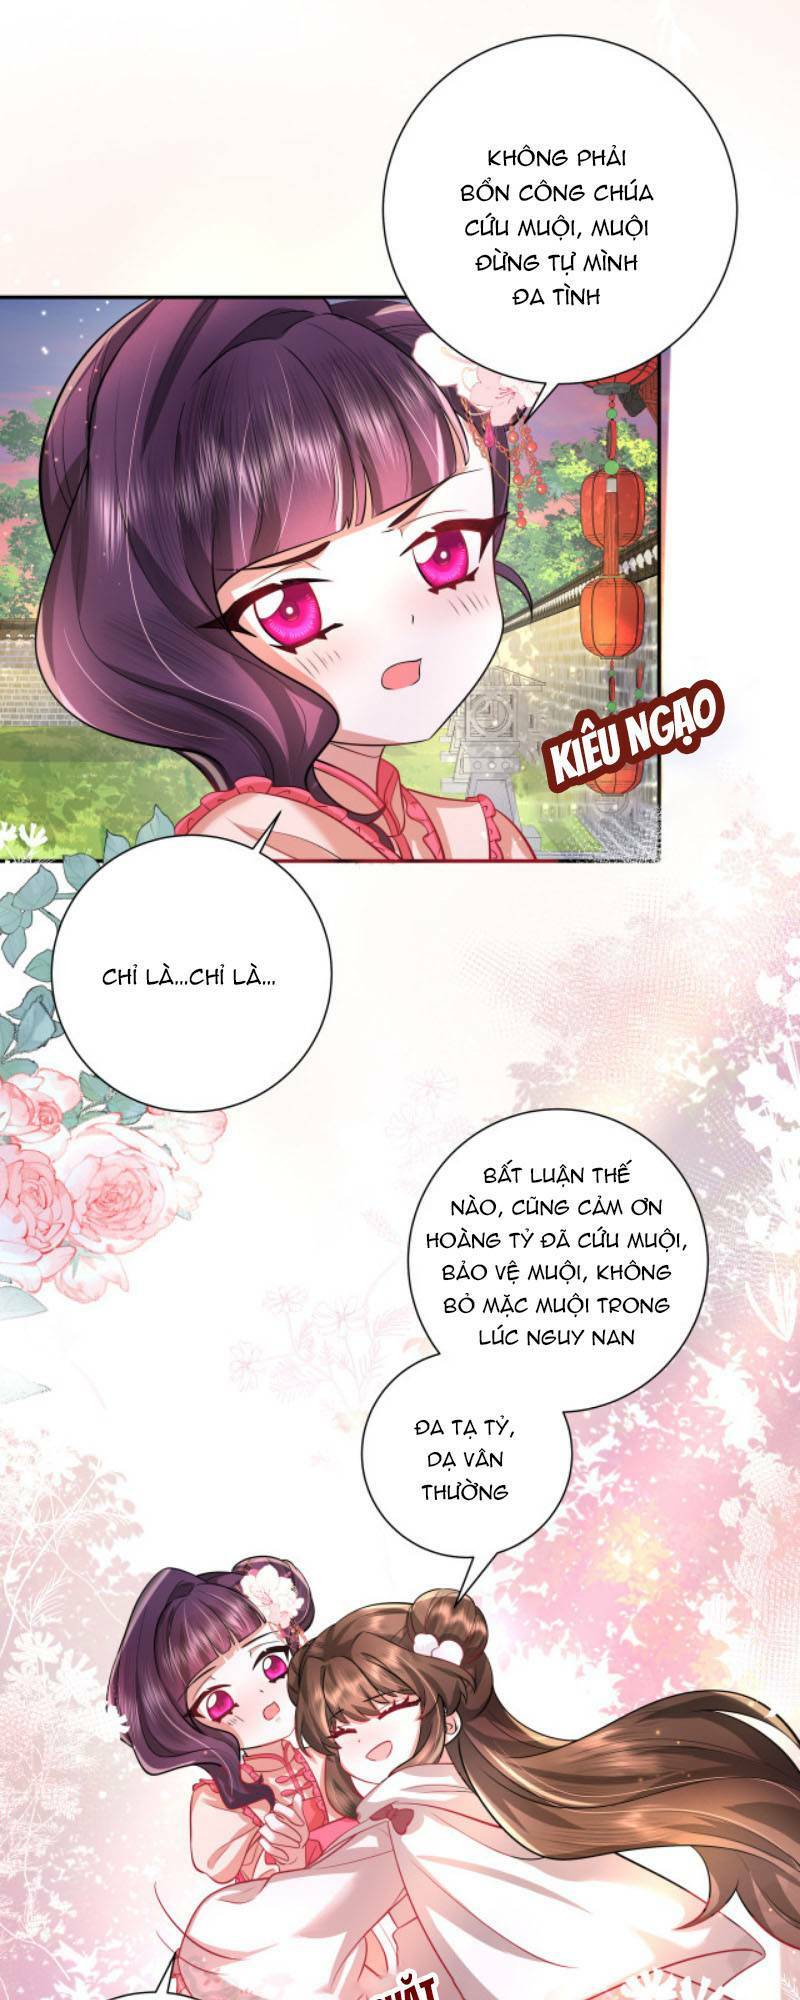 KHÔNG PHẢI
BỔN CÔNG CHÚA
CỨU MUỘI, MUỘI
ĐỪNG TỰ MÌNH
ĐA TÌNH
KIÊU NGẠO
CHỈ LÀ...CHỈ LÀ...
BẤT LUẬN THẾ
NÀO, CŨNG CẢM ƠN
HOÀNG TỶ ĐÃ CỨU MUỘI,
BẢO VỆ MUỘI, KHÔNG
BỎ MẶC MUỘI TRONG
LÚC NGUY NAN
ĐA TẠ TỶ,
DẠ VÂN
THƯỜNG